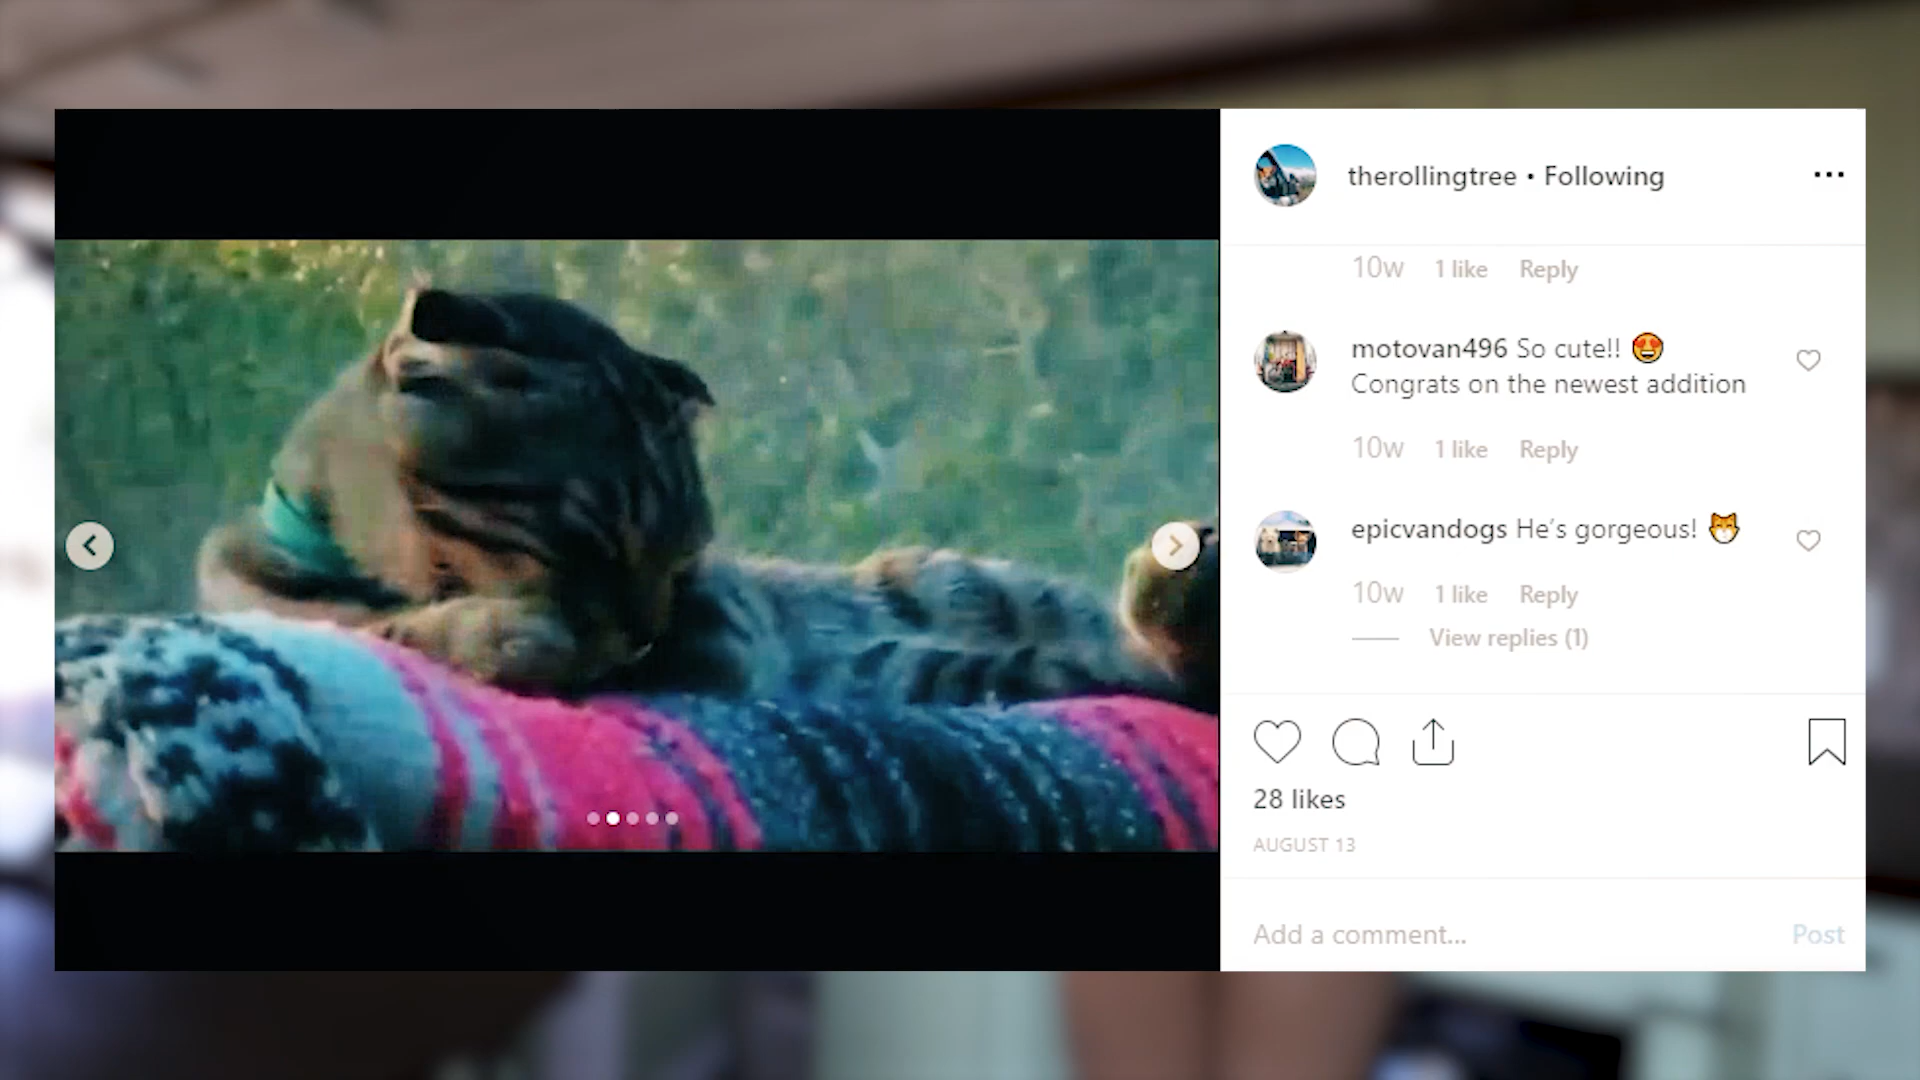 therollingtree • Following
10w 1 like Reply
motovan496 So cute!! 😍
Congrats on the newest addition
10w 1 like Reply
epicvandogs He’s gorgeous! 🐱
10w 1 like Reply
View replies (1)
28 likes
AUGUST 13
Add a comment... Post